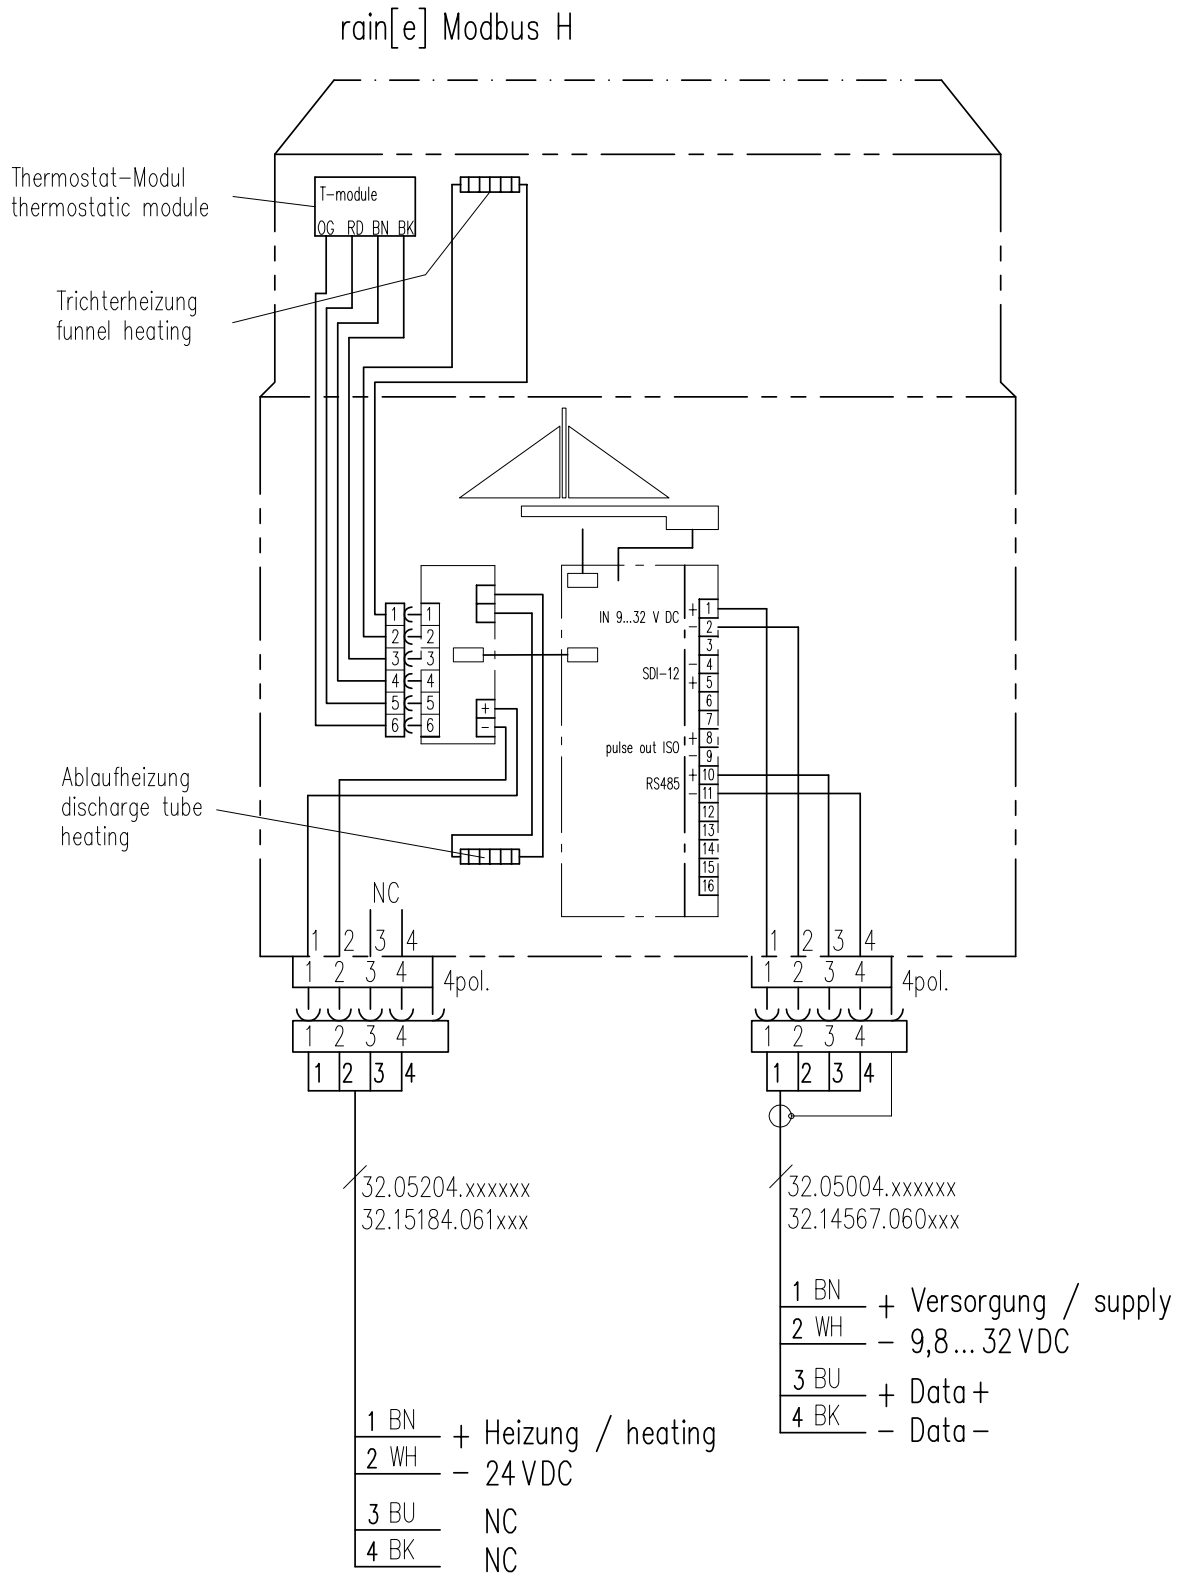 rain[e] Modbus H
Thermostat-Modul
thermostatic module
T-module
OG RD BN BK
Trichterheizung
funnel heating
1 1
2 2
3 3
4 4
5 5
6 6
+
-
IN 9...32 V DC
SDI-12
pulse out ISO
RS485
+ 1
- 2
3
- 4
+ 5
6
7
+ 8
- 9
+ 10
- 11
12
13
14
15
16
Ablaufheizung
discharge tube
heating
NC
1 2 3 4
1 2 3 4
4pol.
1 2 3 4
1 2 3 4
1 2 3 4
1 2 3 4
4pol.
1 2 3 4
1 2 3 4
32.05204.xxxxxx
32.15184.061xxx
32.05004.xxxxxx
32.14567.060xxx
1 BN + Versorgung / supply
2 WH - 9,8... 32 VDC
3 BU + Data+
4 BK - Data-
1 BN + Heizung / heating
2 WH - 24 VDC
3 BU NC
4 BK NC